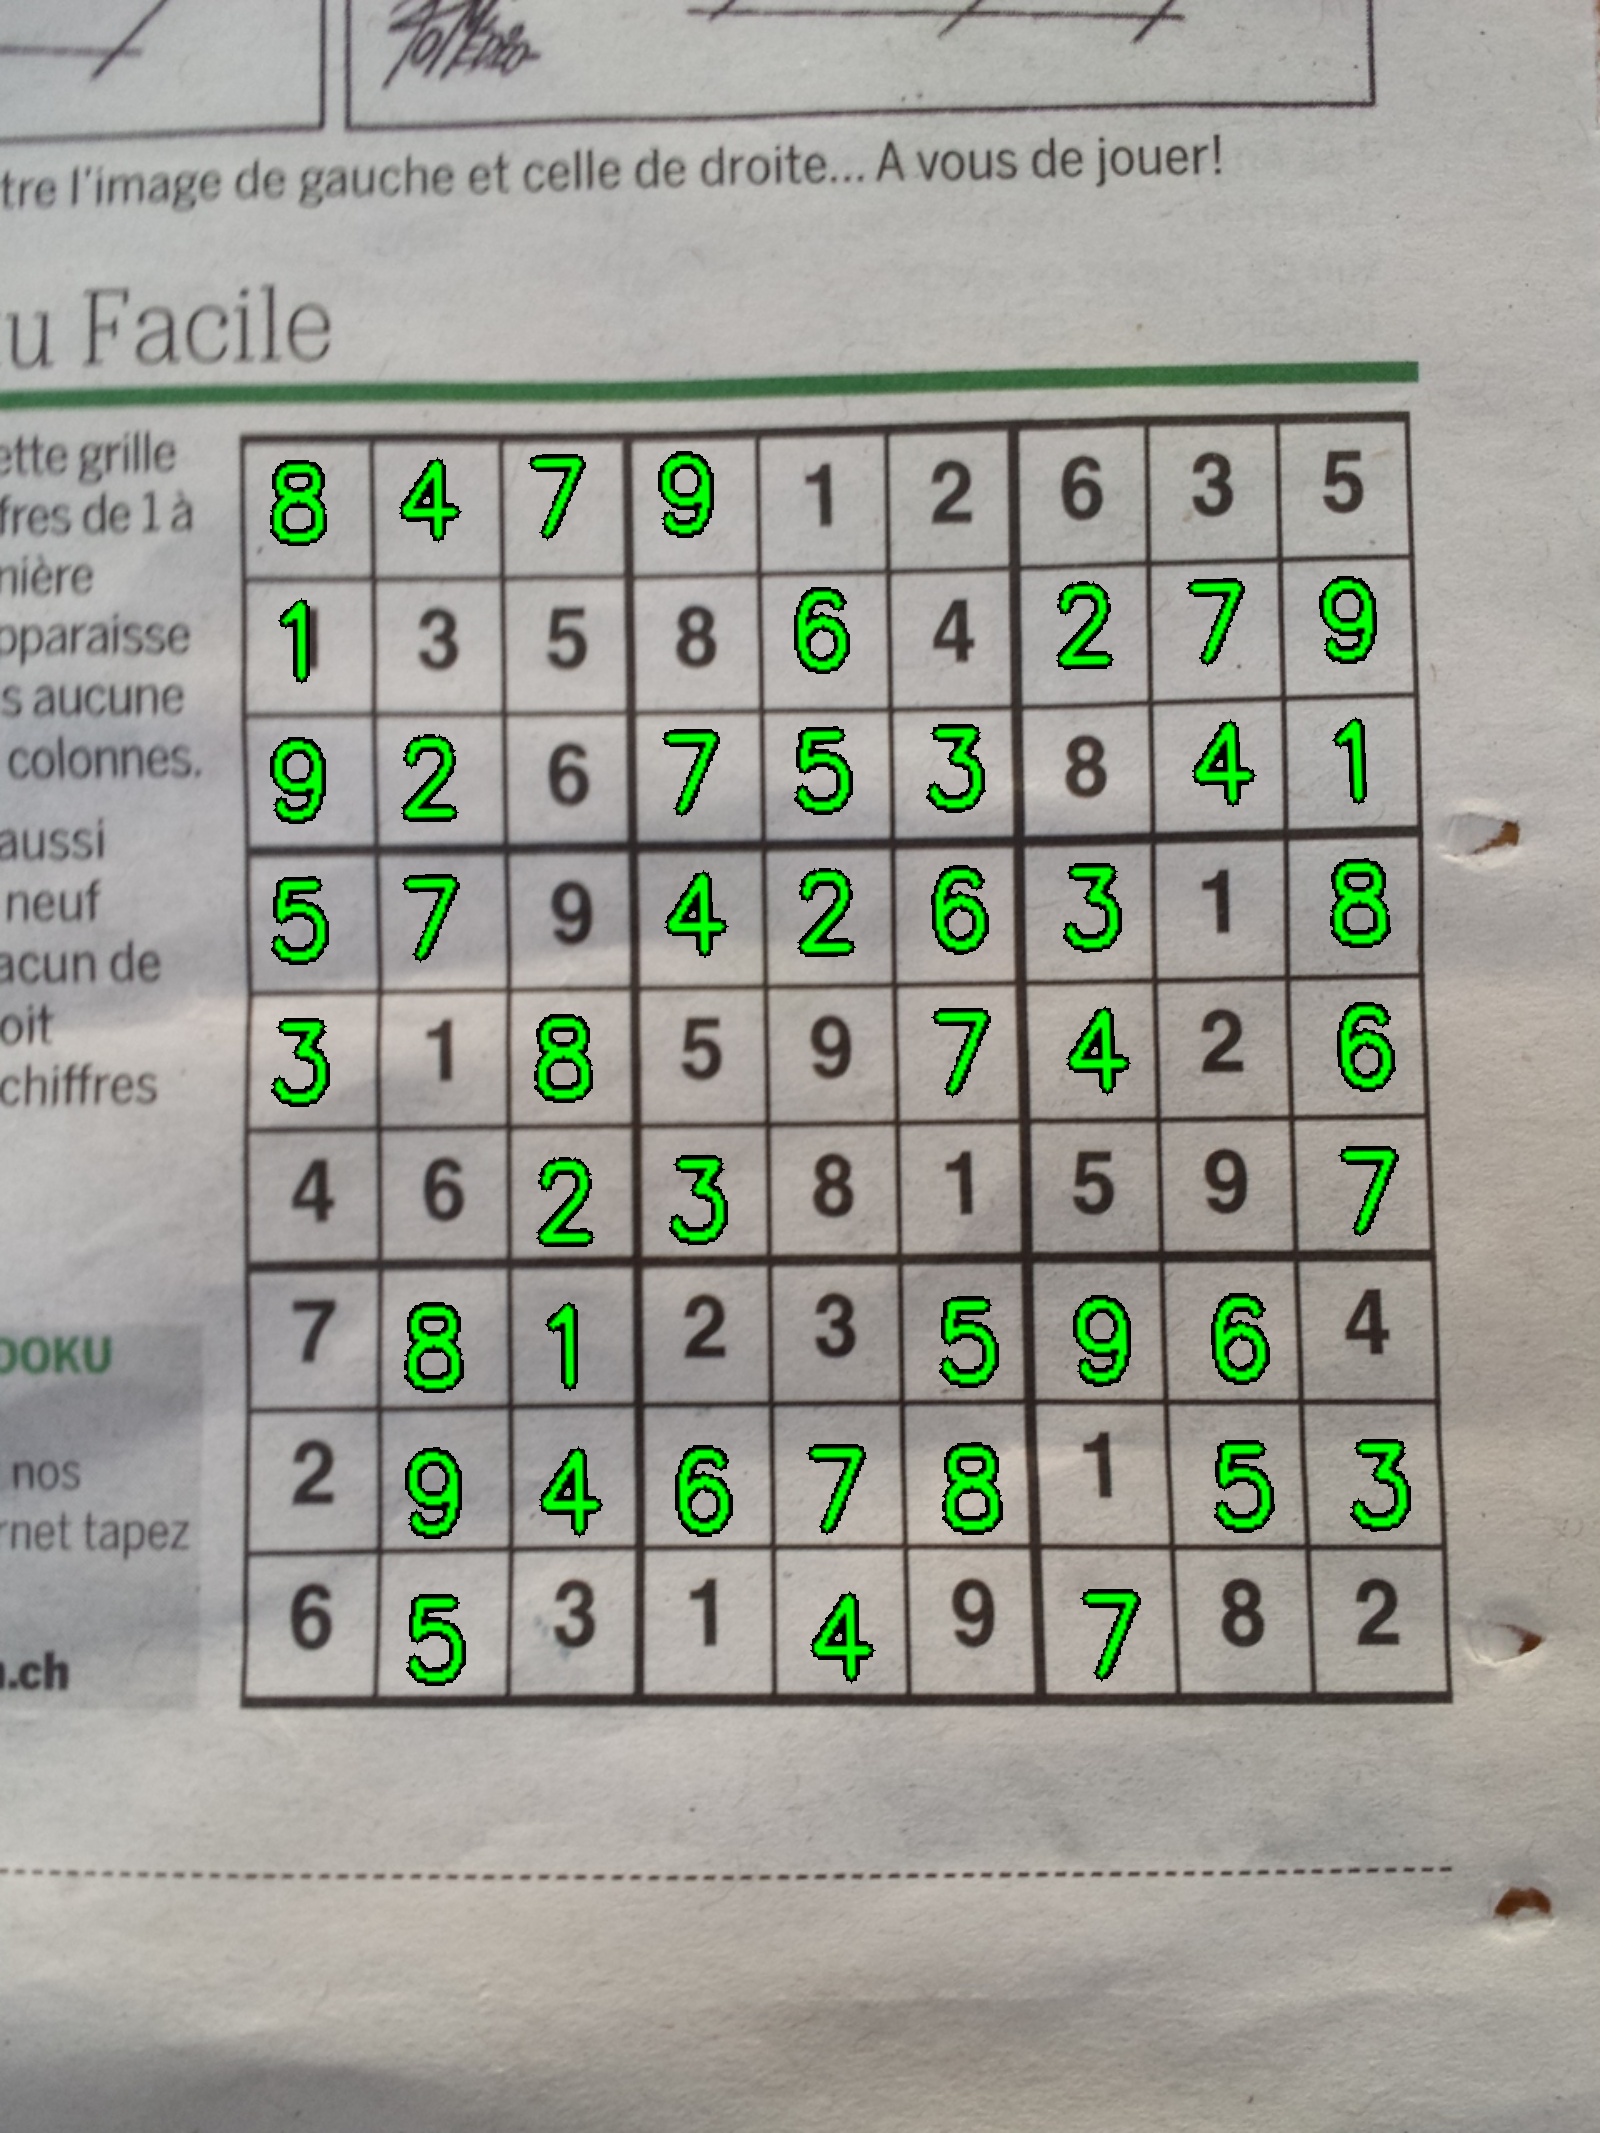 tre l'image de gauche et celle de droite... A vous de jouer!
u Facile
ette grille
fres de 1 à
nière
pparaisse
s aucune
colonnes.
aussi
neuf
acun de
oit
chiffres
DOKU
nos
rnet tapez
.ch
8 4 7 9 1 2 6 3 5
1 3 5 8 6 4 2 7 9
9 2 6 7 5 3 8 4 1
5 7 9 4 2 6 3 1 8
3 1 8 5 9 7 4 2 6
4 6 2 3 8 1 5 9 7
7 8 1 2 3 5 9 6 4
2 9 4 6 7 8 1 5 3
6 5 3 1 4 9 7 8 2